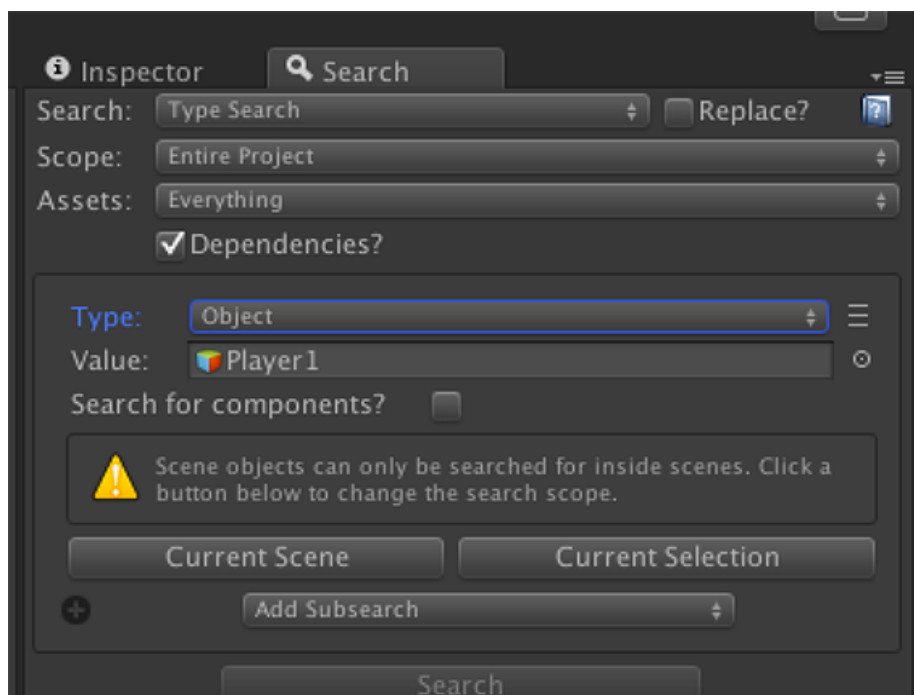 Inspector
Search
Search: Type Search Replace?
Scope: Entire Project
Assets: Everything
Dependencies?
Type: Object
Value: Player1
Search for components?
Scene objects can only be searched for inside scenes. Click a
button below to change the search scope.
Current Scene
Current Selection
Add Subsearch
Search